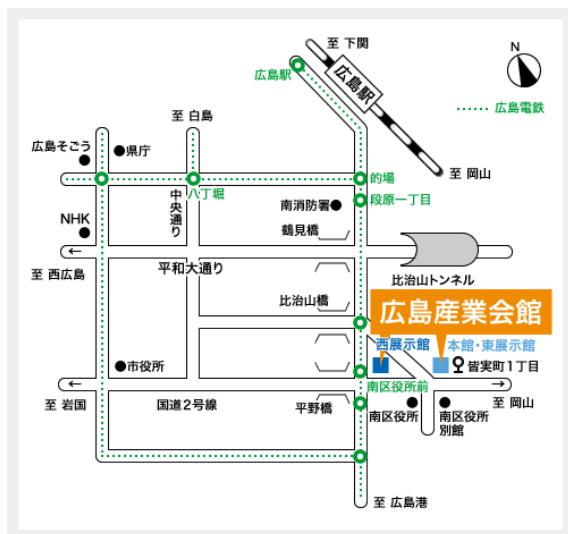 至 下関
N
広島駅
広島駅
広島電鉄
至 白島
広島そごう
県庁
至 岡山
的場
八丁堀
中央通り
南消防署
段原一丁目
NHK
鶴見橋
←
至 西広島
平和大通り
比治山トンネル
比治山橋
広島産業会館
西展示館
本館・東展示館
市役所
皆実町1丁目
南区役所前
←
→
至 岩国
国道2号線
平野橋
南区役所
南区役所
別館
至 岡山
至 広島港